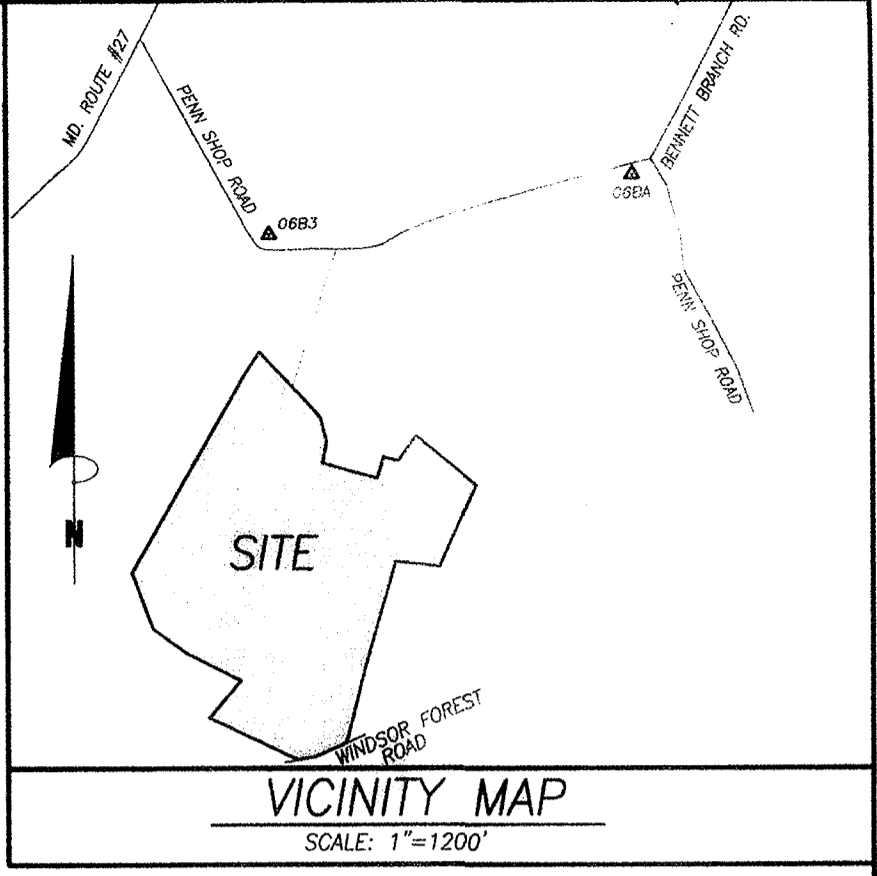 MD. ROUTE #27
PENN SHOP ROAD
BENNETT BRANCH RD.
06B3
06BA
PENN SHOP ROAD
N
SITE
WINDSOR FOREST
ROAD
VICINITY MAP
SCALE: 1"=1200'